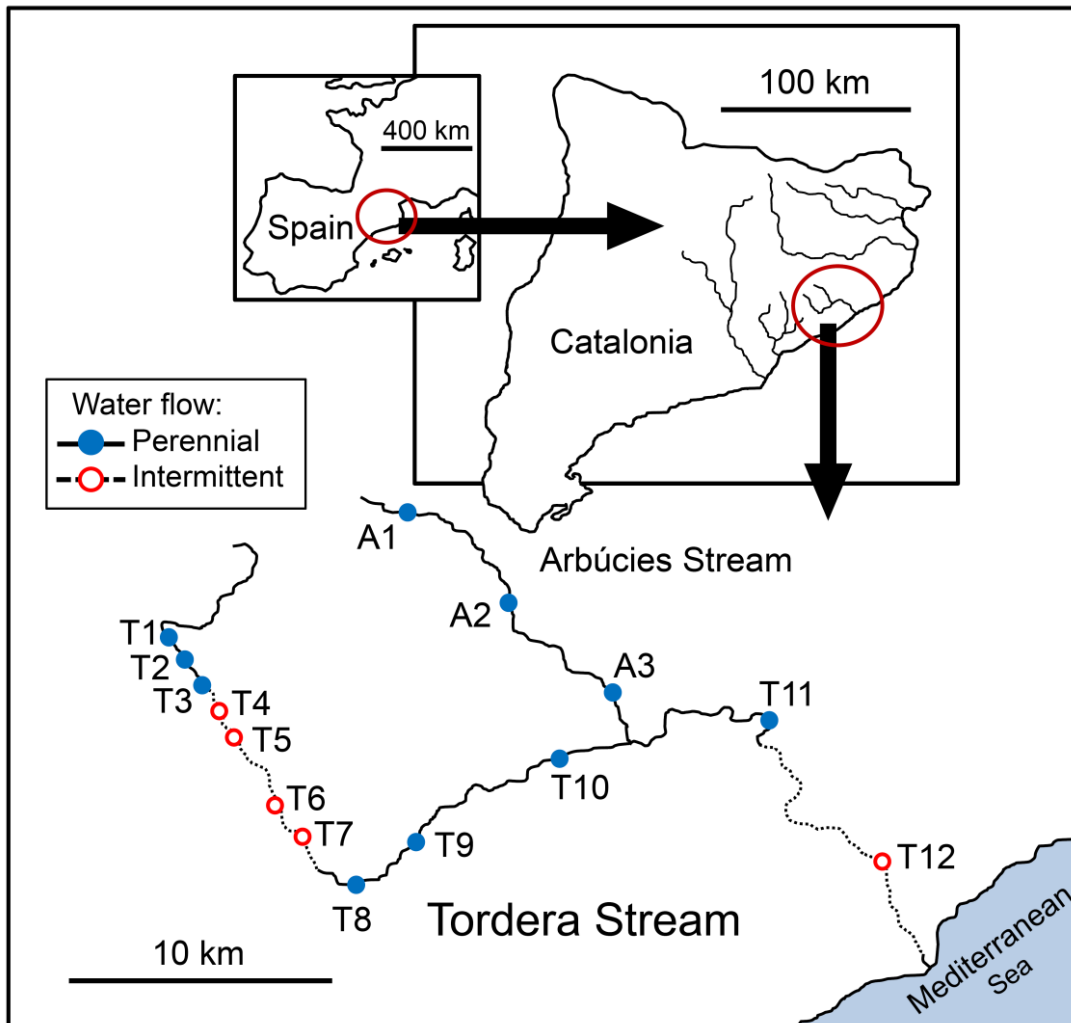 100 km
400 km
Spain
Catalonia
Water flow:
Perennial
Intermittent
A1
Arbúcies Stream
A2
T1
T2
T3
A3
T4
T11
T5
T10
T6
T7
T9
T12
T8
Tordera Stream
10 km
Mediterranean
Sea